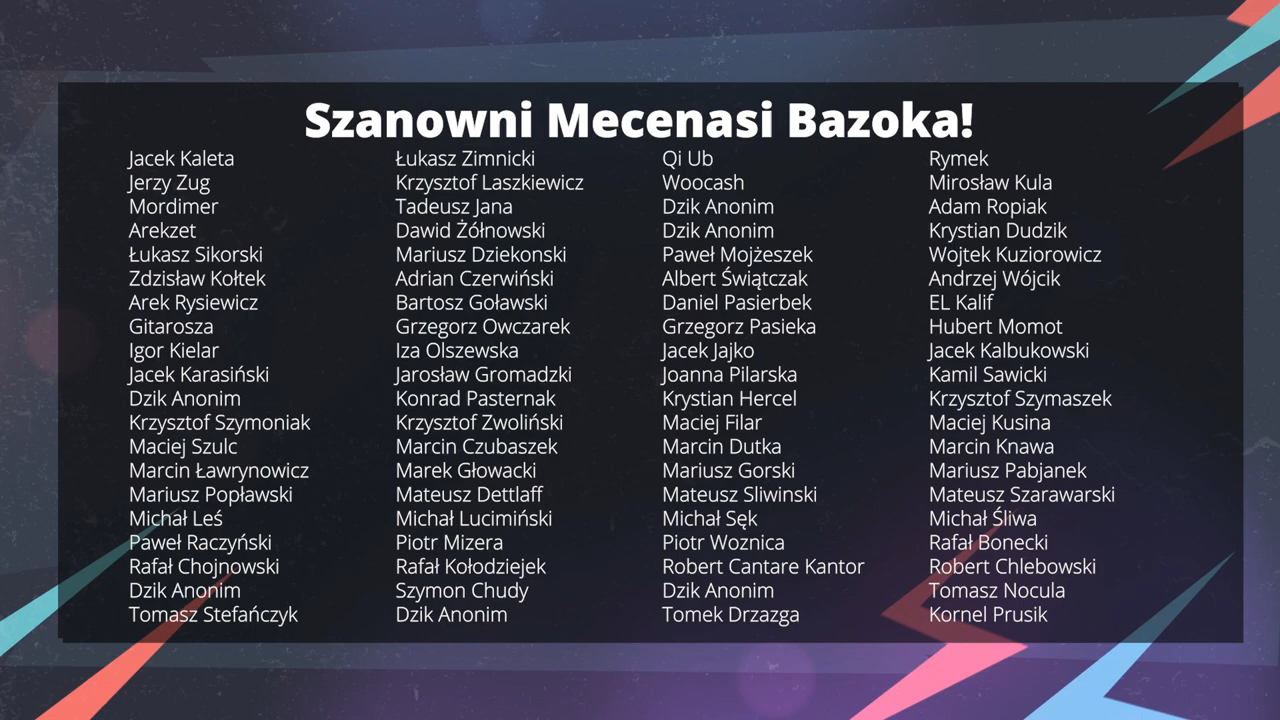 Szanowni Mecenasi Bazoka!
Jacek Kaleta
Jerzy Zug
Mordimer
Arekzet
Łukasz Sikorski
Zdzisław Kołtek
Arek Rysiewicz
Gitarosza
Igor Kielar
Jacek Karasiński
Dzik Anonim
Krzysztof Szymoniak
Maciej Szulc
Marcin Ławrynowicz
Mariusz Popławski
Michał Leś
Paweł Raczyński
Rafał Chojnowski
Dzik Anonim
Tomasz Stefańczyk
Łukasz Zimnicki
Krzysztof Laszkiewicz
Tadeusz Jana
Dawid Żółnowski
Mariusz Dziekonski
Adrian Czerwiński
Bartosz Goławski
Grzegorz Owczarek
Iza Olszewska
Jarosław Gromadzki
Konrad Pasternak
Krzysztof Zwoliński
Marcin Czubaszek
Marek Głowacki
Mateusz Dettlaff
Michał Lucimiński
Piotr Mizera
Rafał Kołodziejek
Szymon Chudy
Dzik Anonim
Qi Ub
Woocash
Dzik Anonim
Dzik Anonim
Paweł Mojżeszek
Albert Świątczak
Daniel Pasierbek
Grzegorz Pasieka
Jacek Jajko
Joanna Pilarska
Krystian Hercel
Maciej Filar
Marcin Dutka
Mariusz Gorski
Mateusz Sliwinski
Michał Sęk
Piotr Woznica
Robert Cantare Kantor
Dzik Anonim
Tomek Drzazga
Rymek
Mirosław Kula
Adam Ropiak
Krystian Dudzik
Wojtek Kuziorowicz
Andrzej Wójcik
EL Kalif
Hubert Momot
Jacek Kalbukowski
Kamil Sawicki
Krzysztof Szymaszek
Maciej Kusina
Marcin Knawa
Mariusz Pabjanek
Mateusz Szarawarski
Michał Śliwa
Rafał Bonecki
Robert Chlebowski
Tomasz Nocula
Kornel Prusik